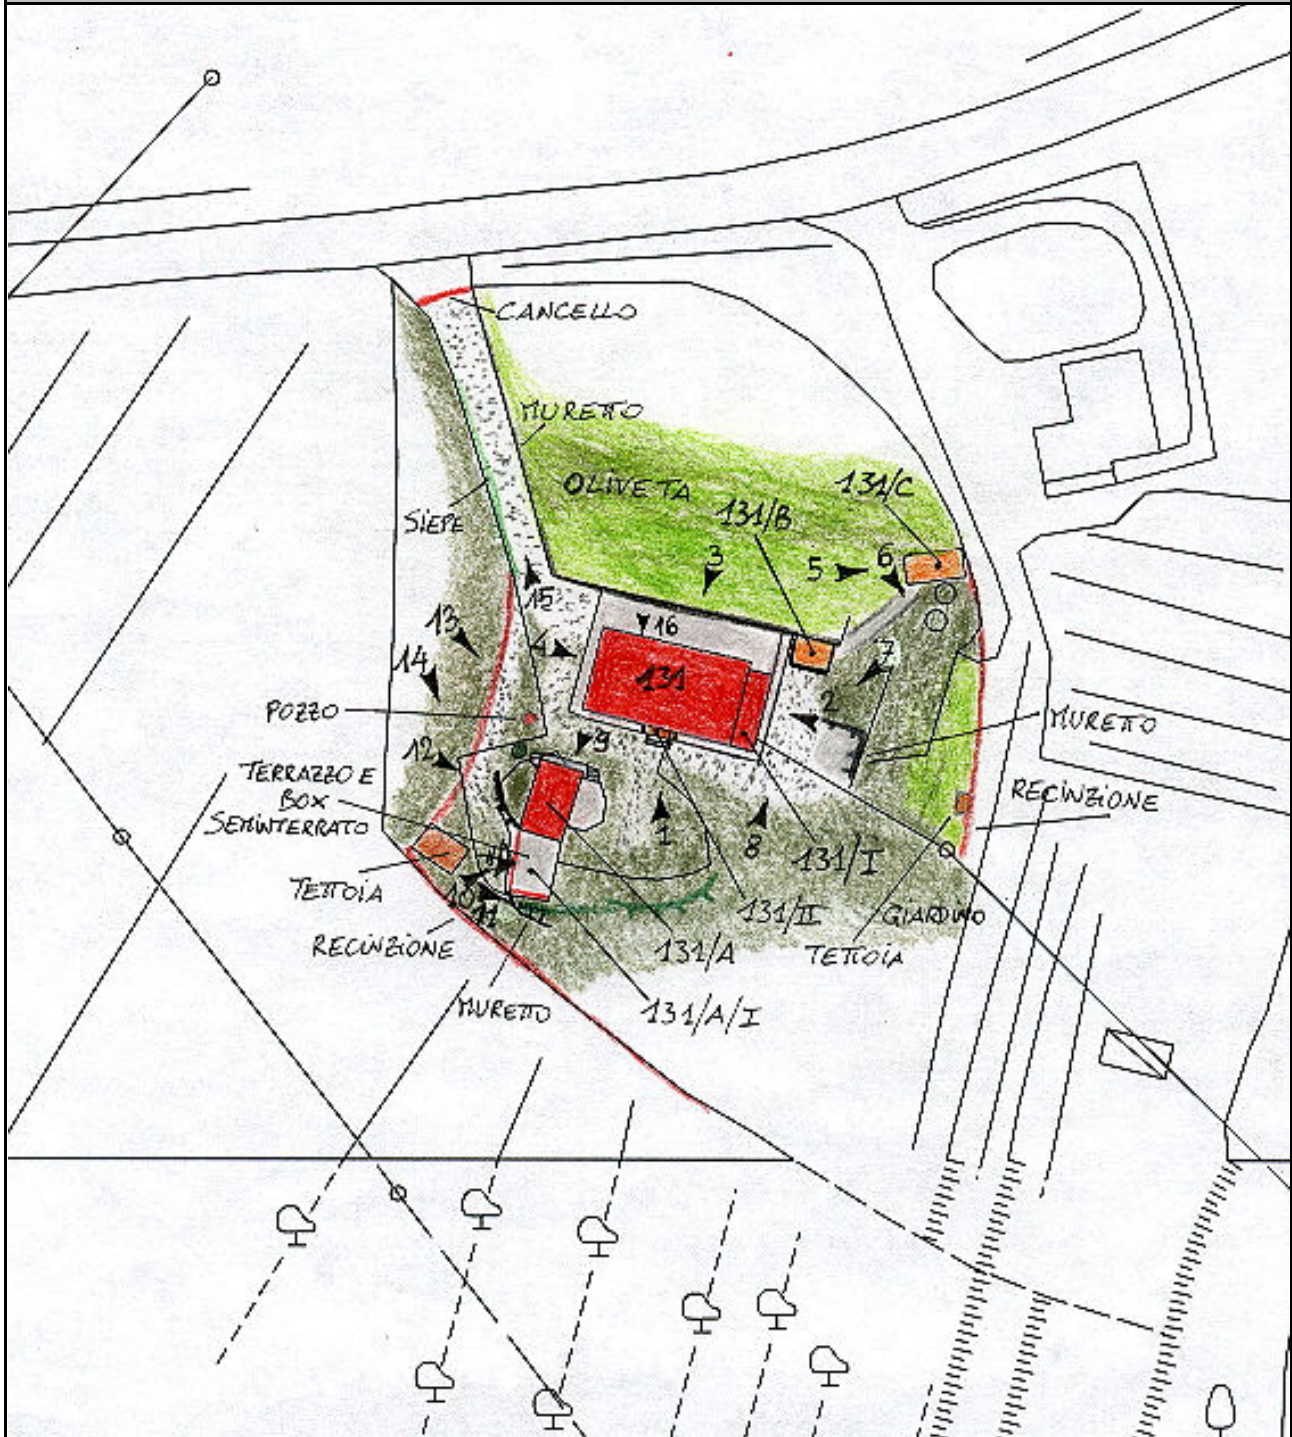 CANCELLO
MURETTO
OLIVETA
131/C
131/B
SIEPE
3
5
6
15
16
13
4
131
7
14
2
POZZO
MURETTO
9
12
TERRAZZO E
BOX
SEMINTERRATO
RECINZIONE
1
8
131/I
TETTOIA
10
11
131/II
GIARDINO
RECINZIONE
131/A
TETTOIA
MURETTO
131/A/I